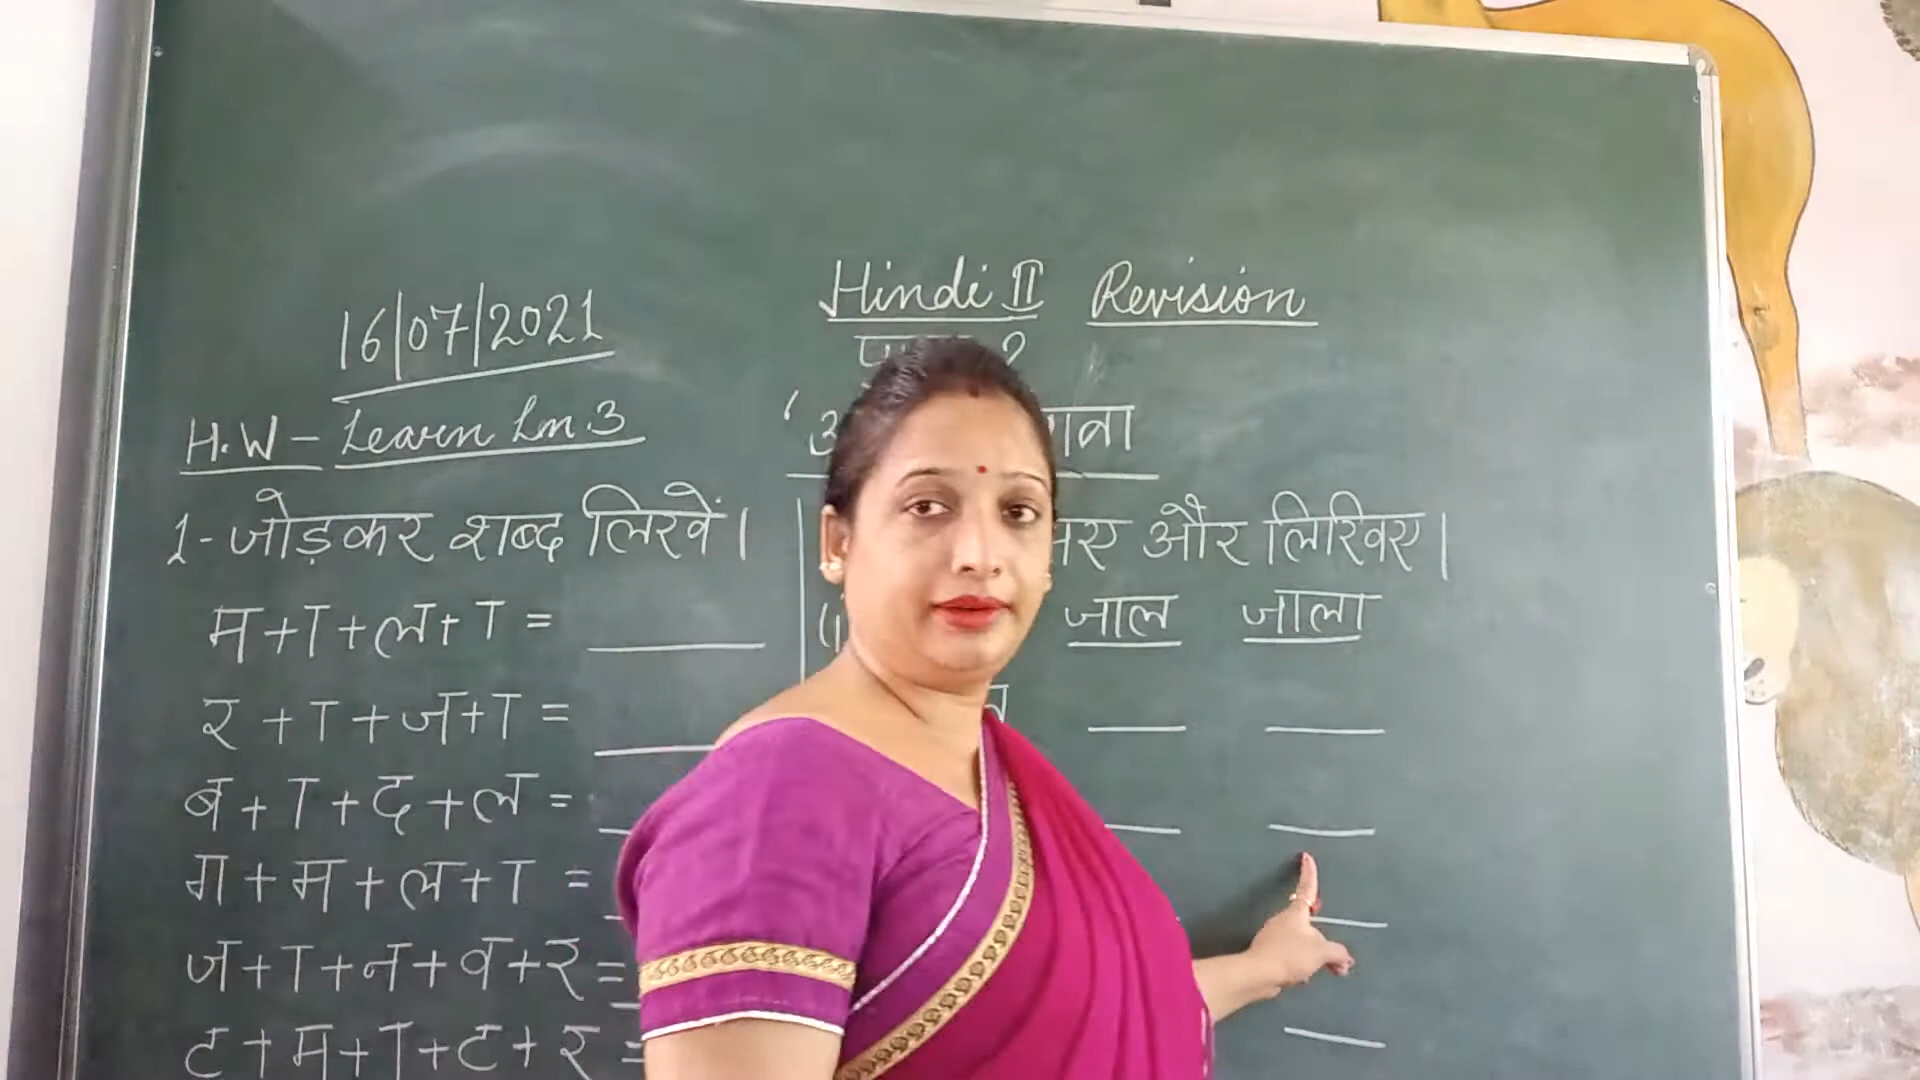 16/07/2021
Hindi II Revision
H.W - Learn Ln.3
1- जोड़कर शब्द लिखें।
और लिखिए।
म+ा+ल+ा =
जाल जाला
र+ा+ज+ा =
ब+ा+द+ल =
ग+म+ल+ा =
ज+ा+न+व+र =
ट+म+ा+ट+र =